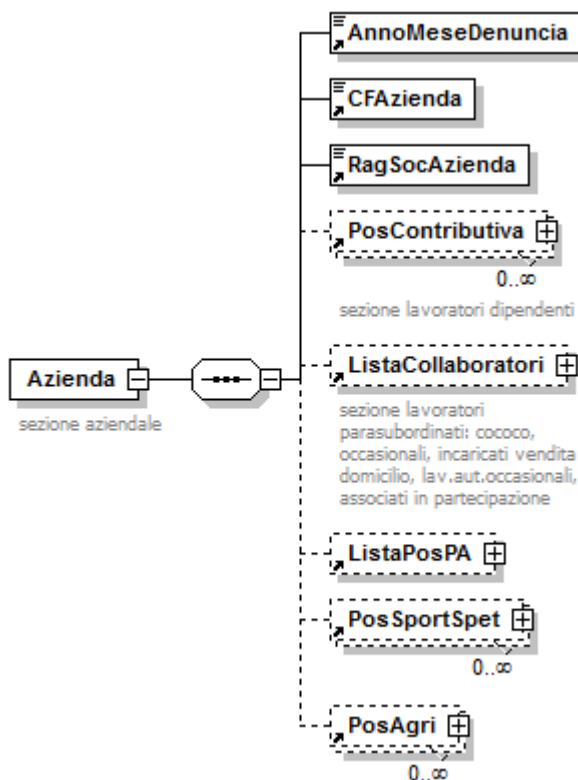 AnnoMeseDenuncia
CFAzienda
RagSocAzienda
PosContributiva
0..∞
sezione lavoratori dipendenti
Azienda
sezione aziendale
ListaCollaboratori
sezione lavoratori
parasubordinati: cococo,
occasionali, incaricati vendita
domicilio, lav.aut.occasionali,
associati in partecipazione
ListaPosPA
PosSportSpet
0..∞
PosAgri
0..∞